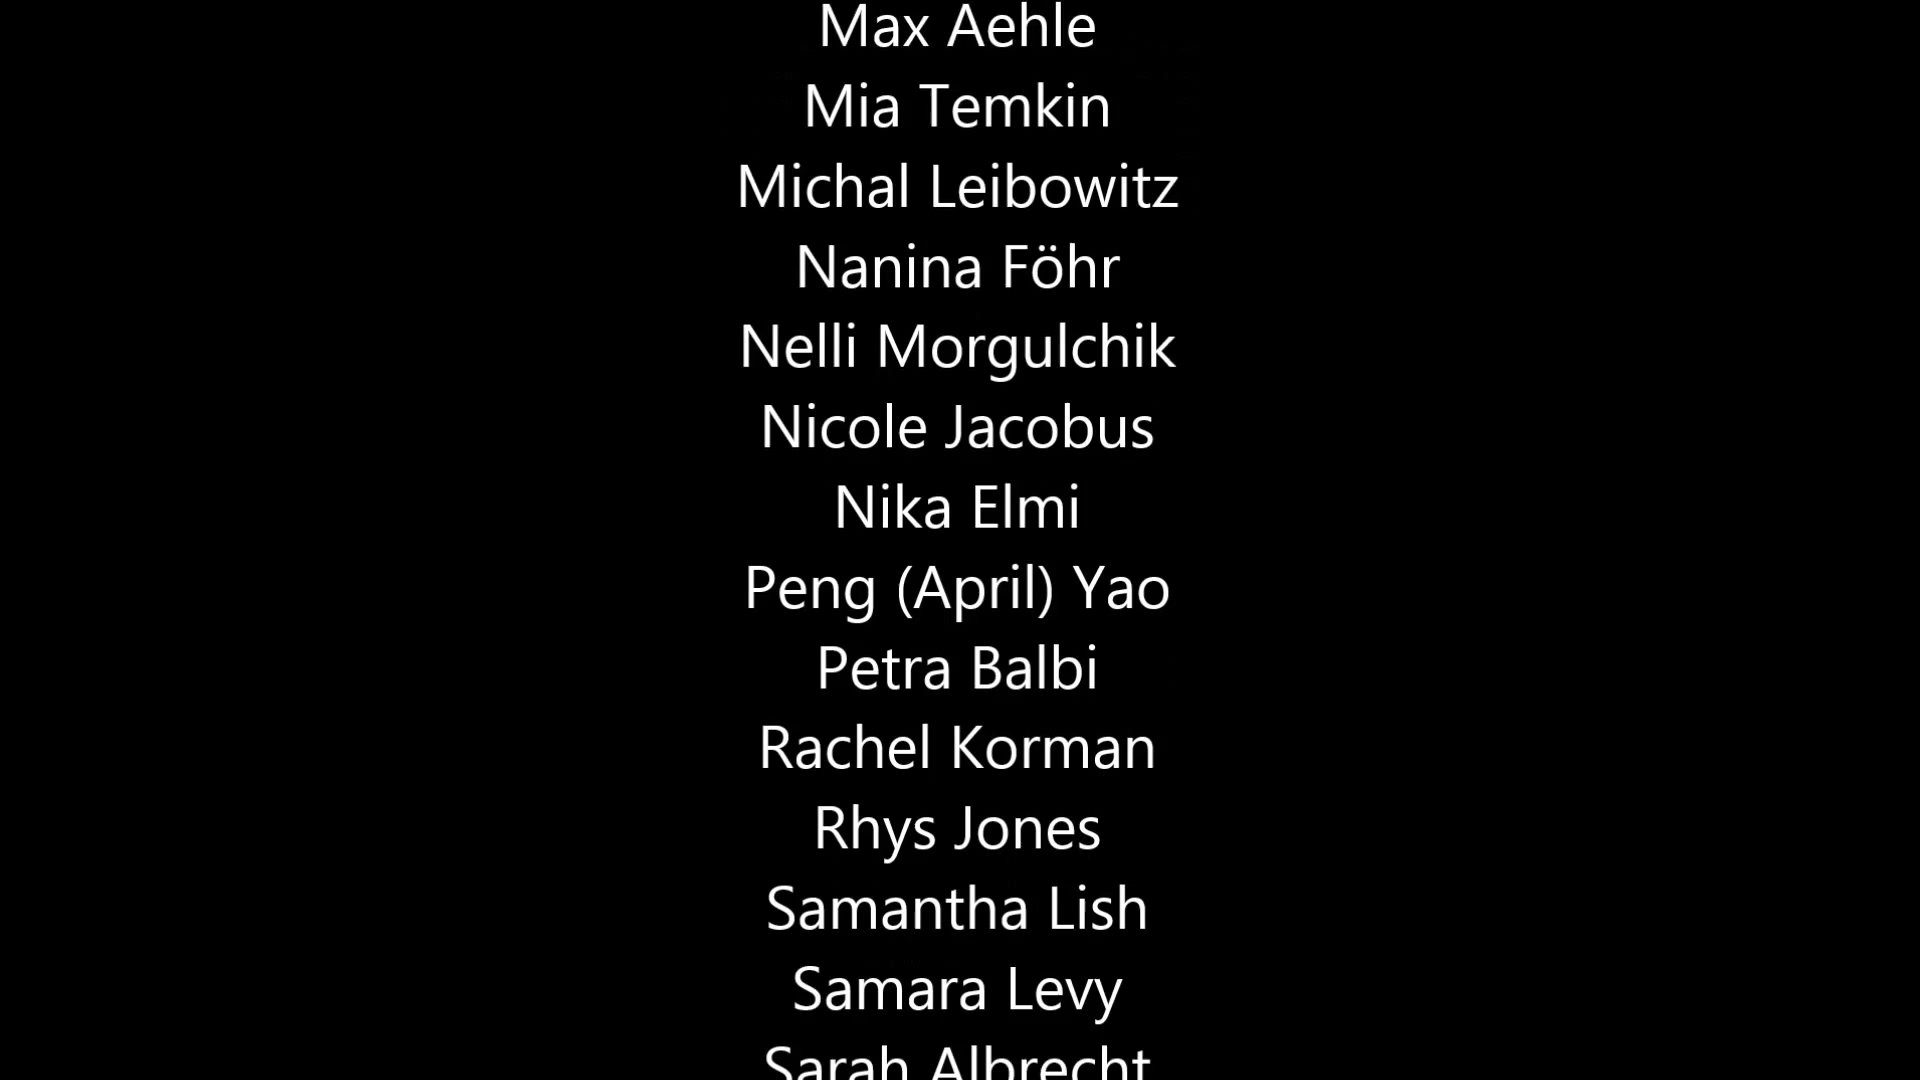 Max Aehle
Mia Temkin
Michal Leibowitz
Nanina Föhr
Nelli Morgulchik
Nicole Jacobus
Nika Elmi
Peng (April) Yao
Petra Balbi
Rachel Korman
Rhys Jones
Samantha Lish
Samara Levy
Sarah Albrecht